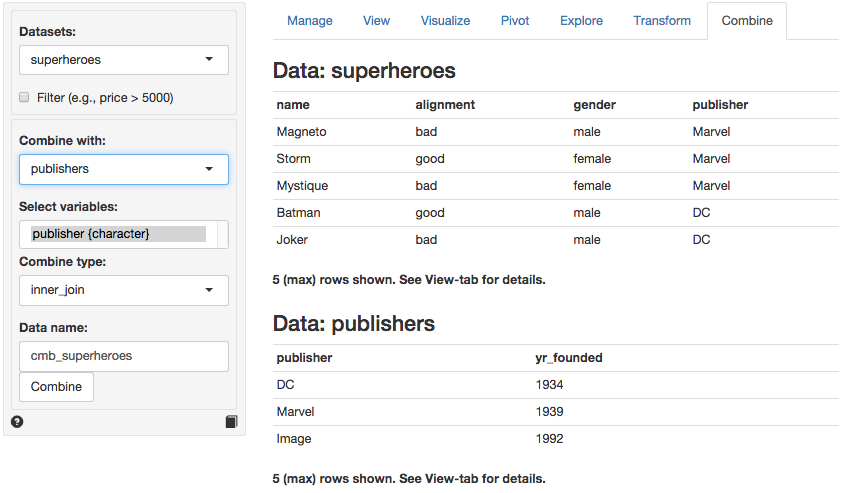 Datasets:
superheroes
Filter (e.g., price > 5000)
Combine with:
publishers
Select variables:
publisher {character}
Combine type:
inner_join
Data name:
cmb_superheroes
Combine
?
Manage View Visualize Pivot Explore Transform Combine
Data: superheroes
name alignment gender publisher
Magneto bad male Marvel
Storm good female Marvel
Mystique bad female Marvel
Batman good male DC
Joker bad male DC
5 (max) rows shown. See View-tab for details.
Data: publishers
publisher yr_founded
DC 1934
Marvel 1939
Image 1992
5 (max) rows shown. See View-tab for details.